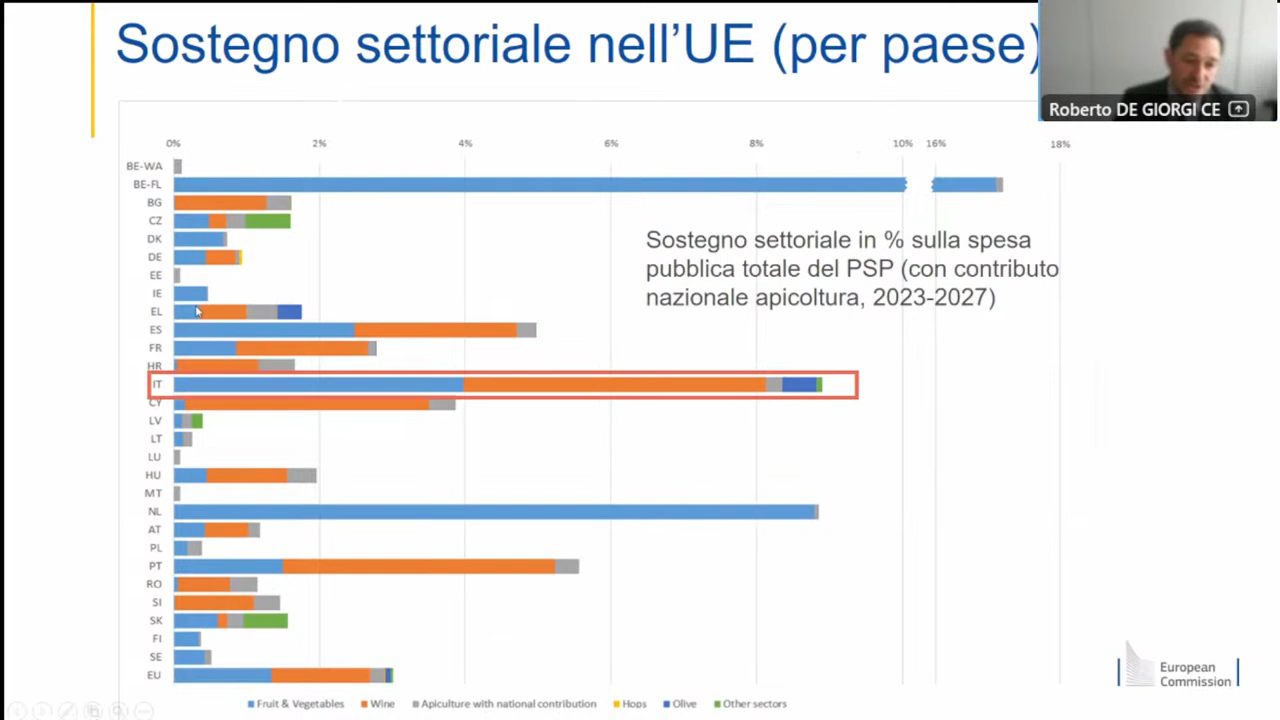 Sostegno settoriale nell'UE (per paese)
Roberto DE GIORGI CE
0% 2% 4% 6% 8% 10% 16% 18%
BE-WA
BE-FL
BG
CZ
DK
DE
EE
IE
EL
ES
FR
HR
IT
CY
LV
LT
LU
HU
MT
NL
AT
PL
PT
RO
SI
SK
FI
SE
EU
Sostegno settoriale in % sulla spesa
pubblica totale del PSP (con contributo
nazionale apicoltura, 2023-2027)
Fruit & Vegetables Wine Apiculture with national contribution Hops Olive Other sectors
European
Commission